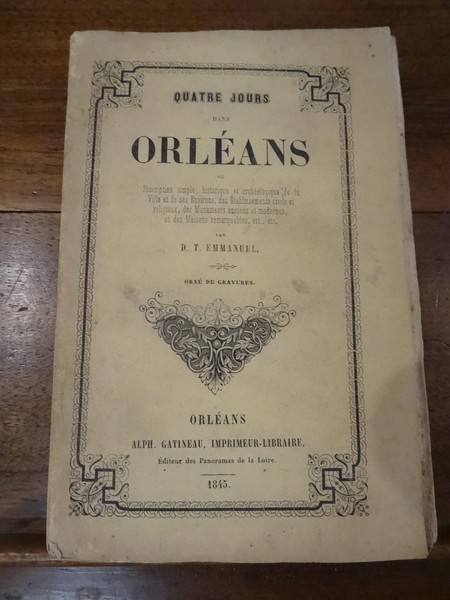 QUATRE JOURS
DANS
ORLÉANS
OU
Description simple, historique et archéologique de la
Ville et de ses Environs, des Établissements civils et
religieux, des Monuments anciens et modernes,
et des Maisons remarquables, etc., etc.
PAR
D. T. EMMANUEL.
ORNÉ DE GRAVURES.
ORLÉANS
ALPH. GATINEAU, IMPRIMEUR-LIBRAIRE,
Éditeur des Panoramas de la Loire.
1845.